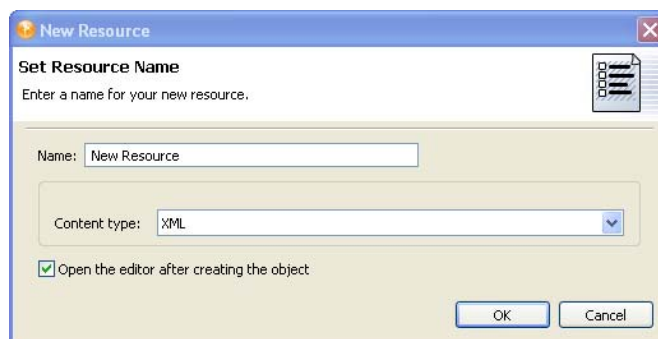 New Resource
Set Resource Name
Enter a name for your new resource.
Name: New Resource
Content type: XML
Open the editor after creating the object
OK Cancel